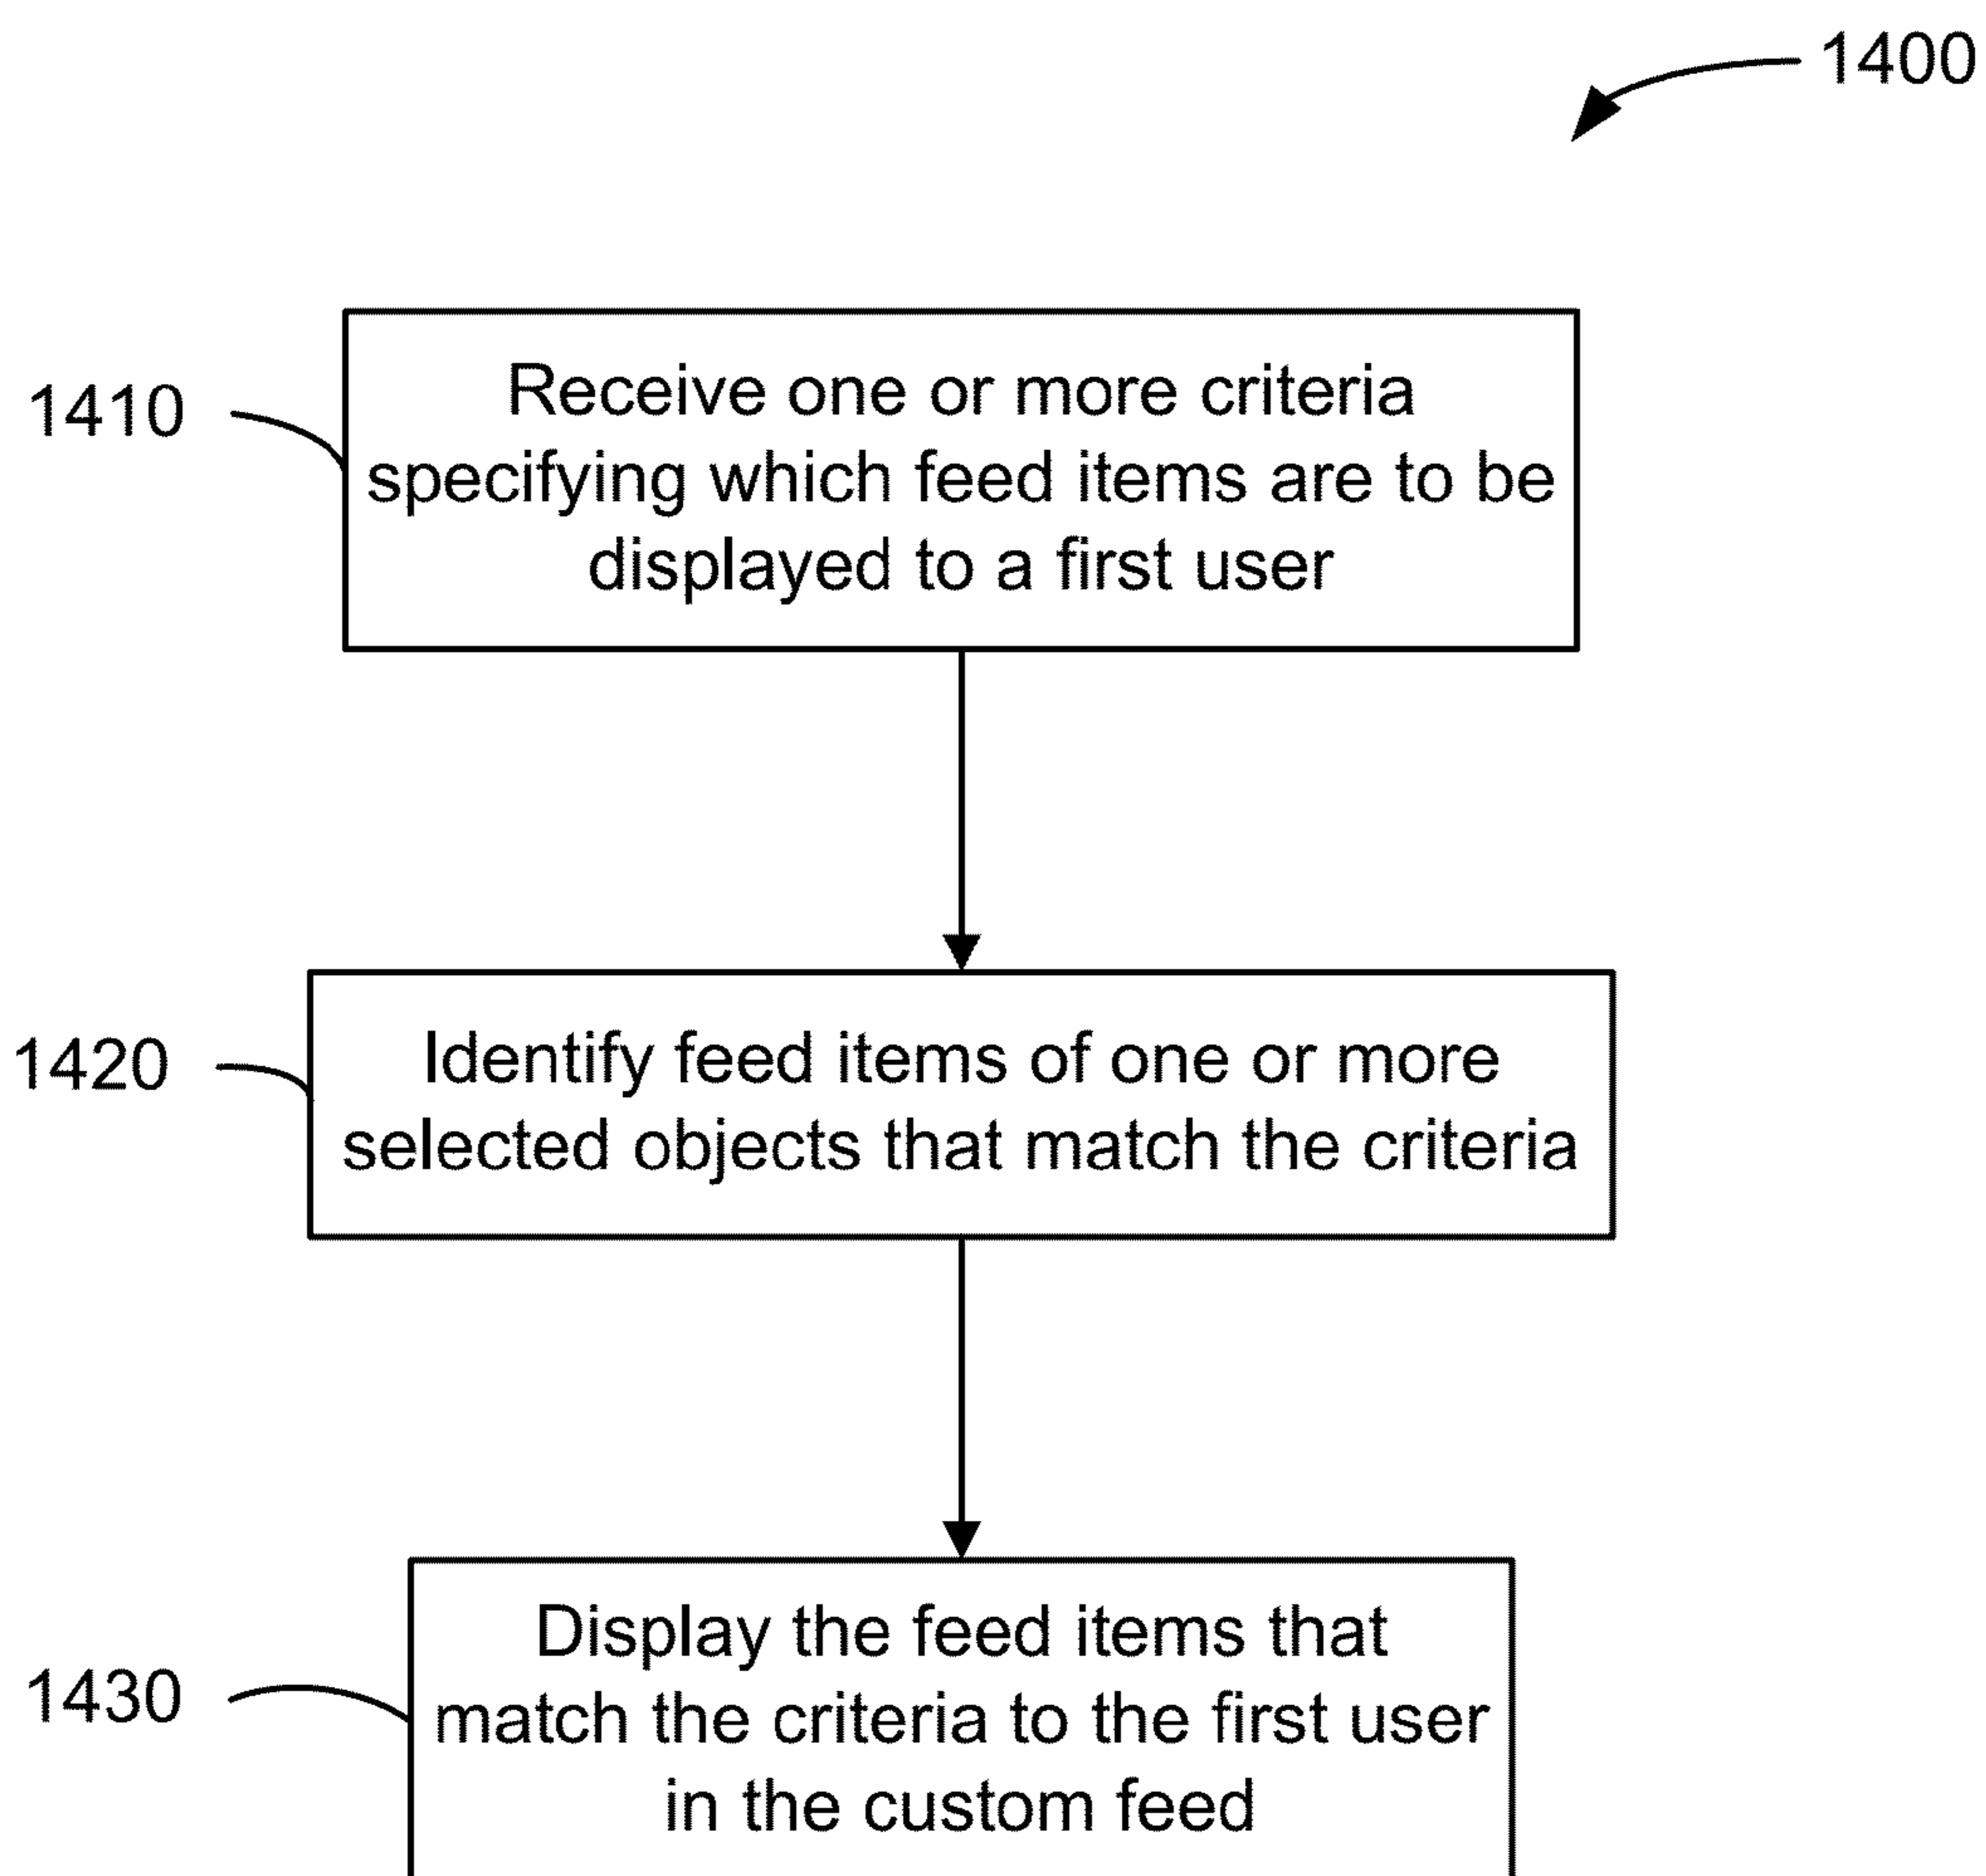 1400
1410
Receive one or more criteria
specifying which feed items are to be
displayed to a first user
1420
Identify feed items of one or more
selected objects that match the criteria
1430
Display the feed items that
match the criteria to the first user
in the custom feed